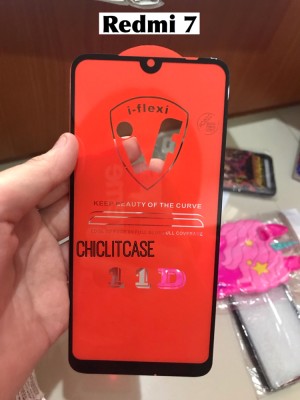 Redmi 7
i-flexi
KEEP BEAUTY OF THE CURVE
CHICLITCASE
11D